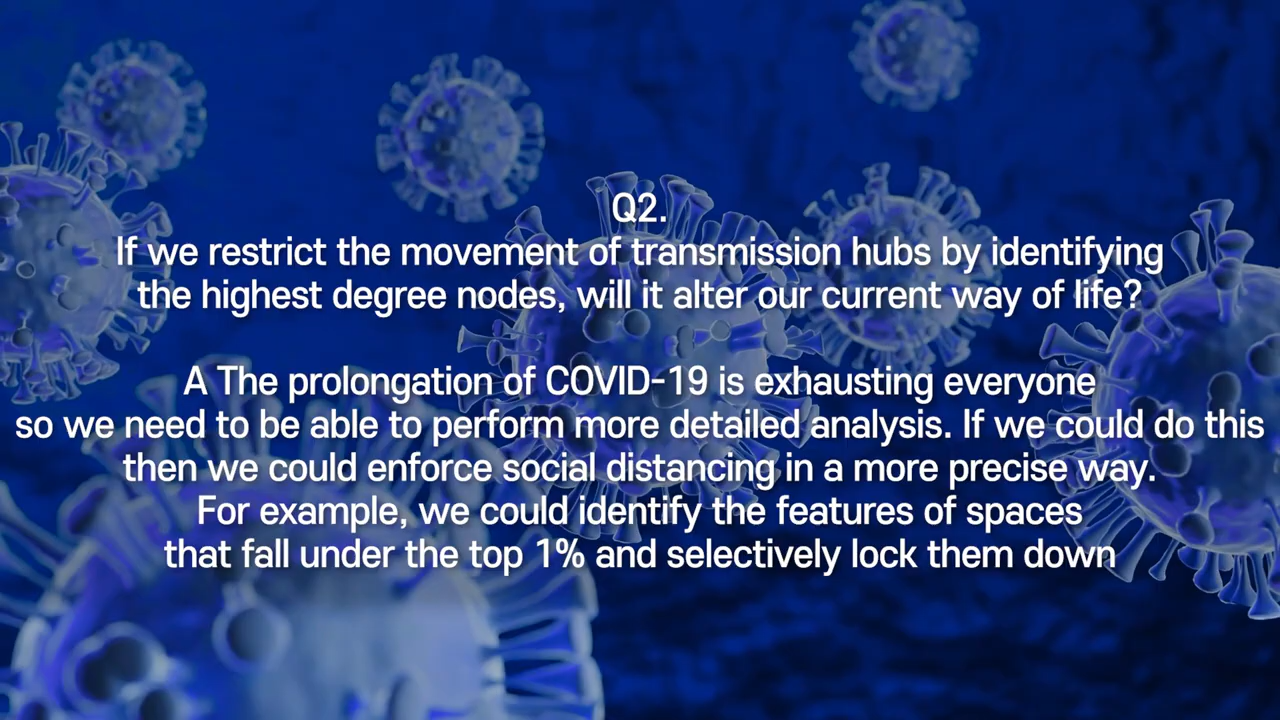 Q2.
If we restrict the movement of transmission hubs by identifying
the highest degree nodes, will it alter our current way of life?
A The prolongation of COVID-19 is exhausting everyone
so we need to be able to perform more detailed analysis. If we could do this
then we could enforce social distancing in a more precise way.
For example, we could identify the features of spaces
that fall under the top 1% and selectively lock them down